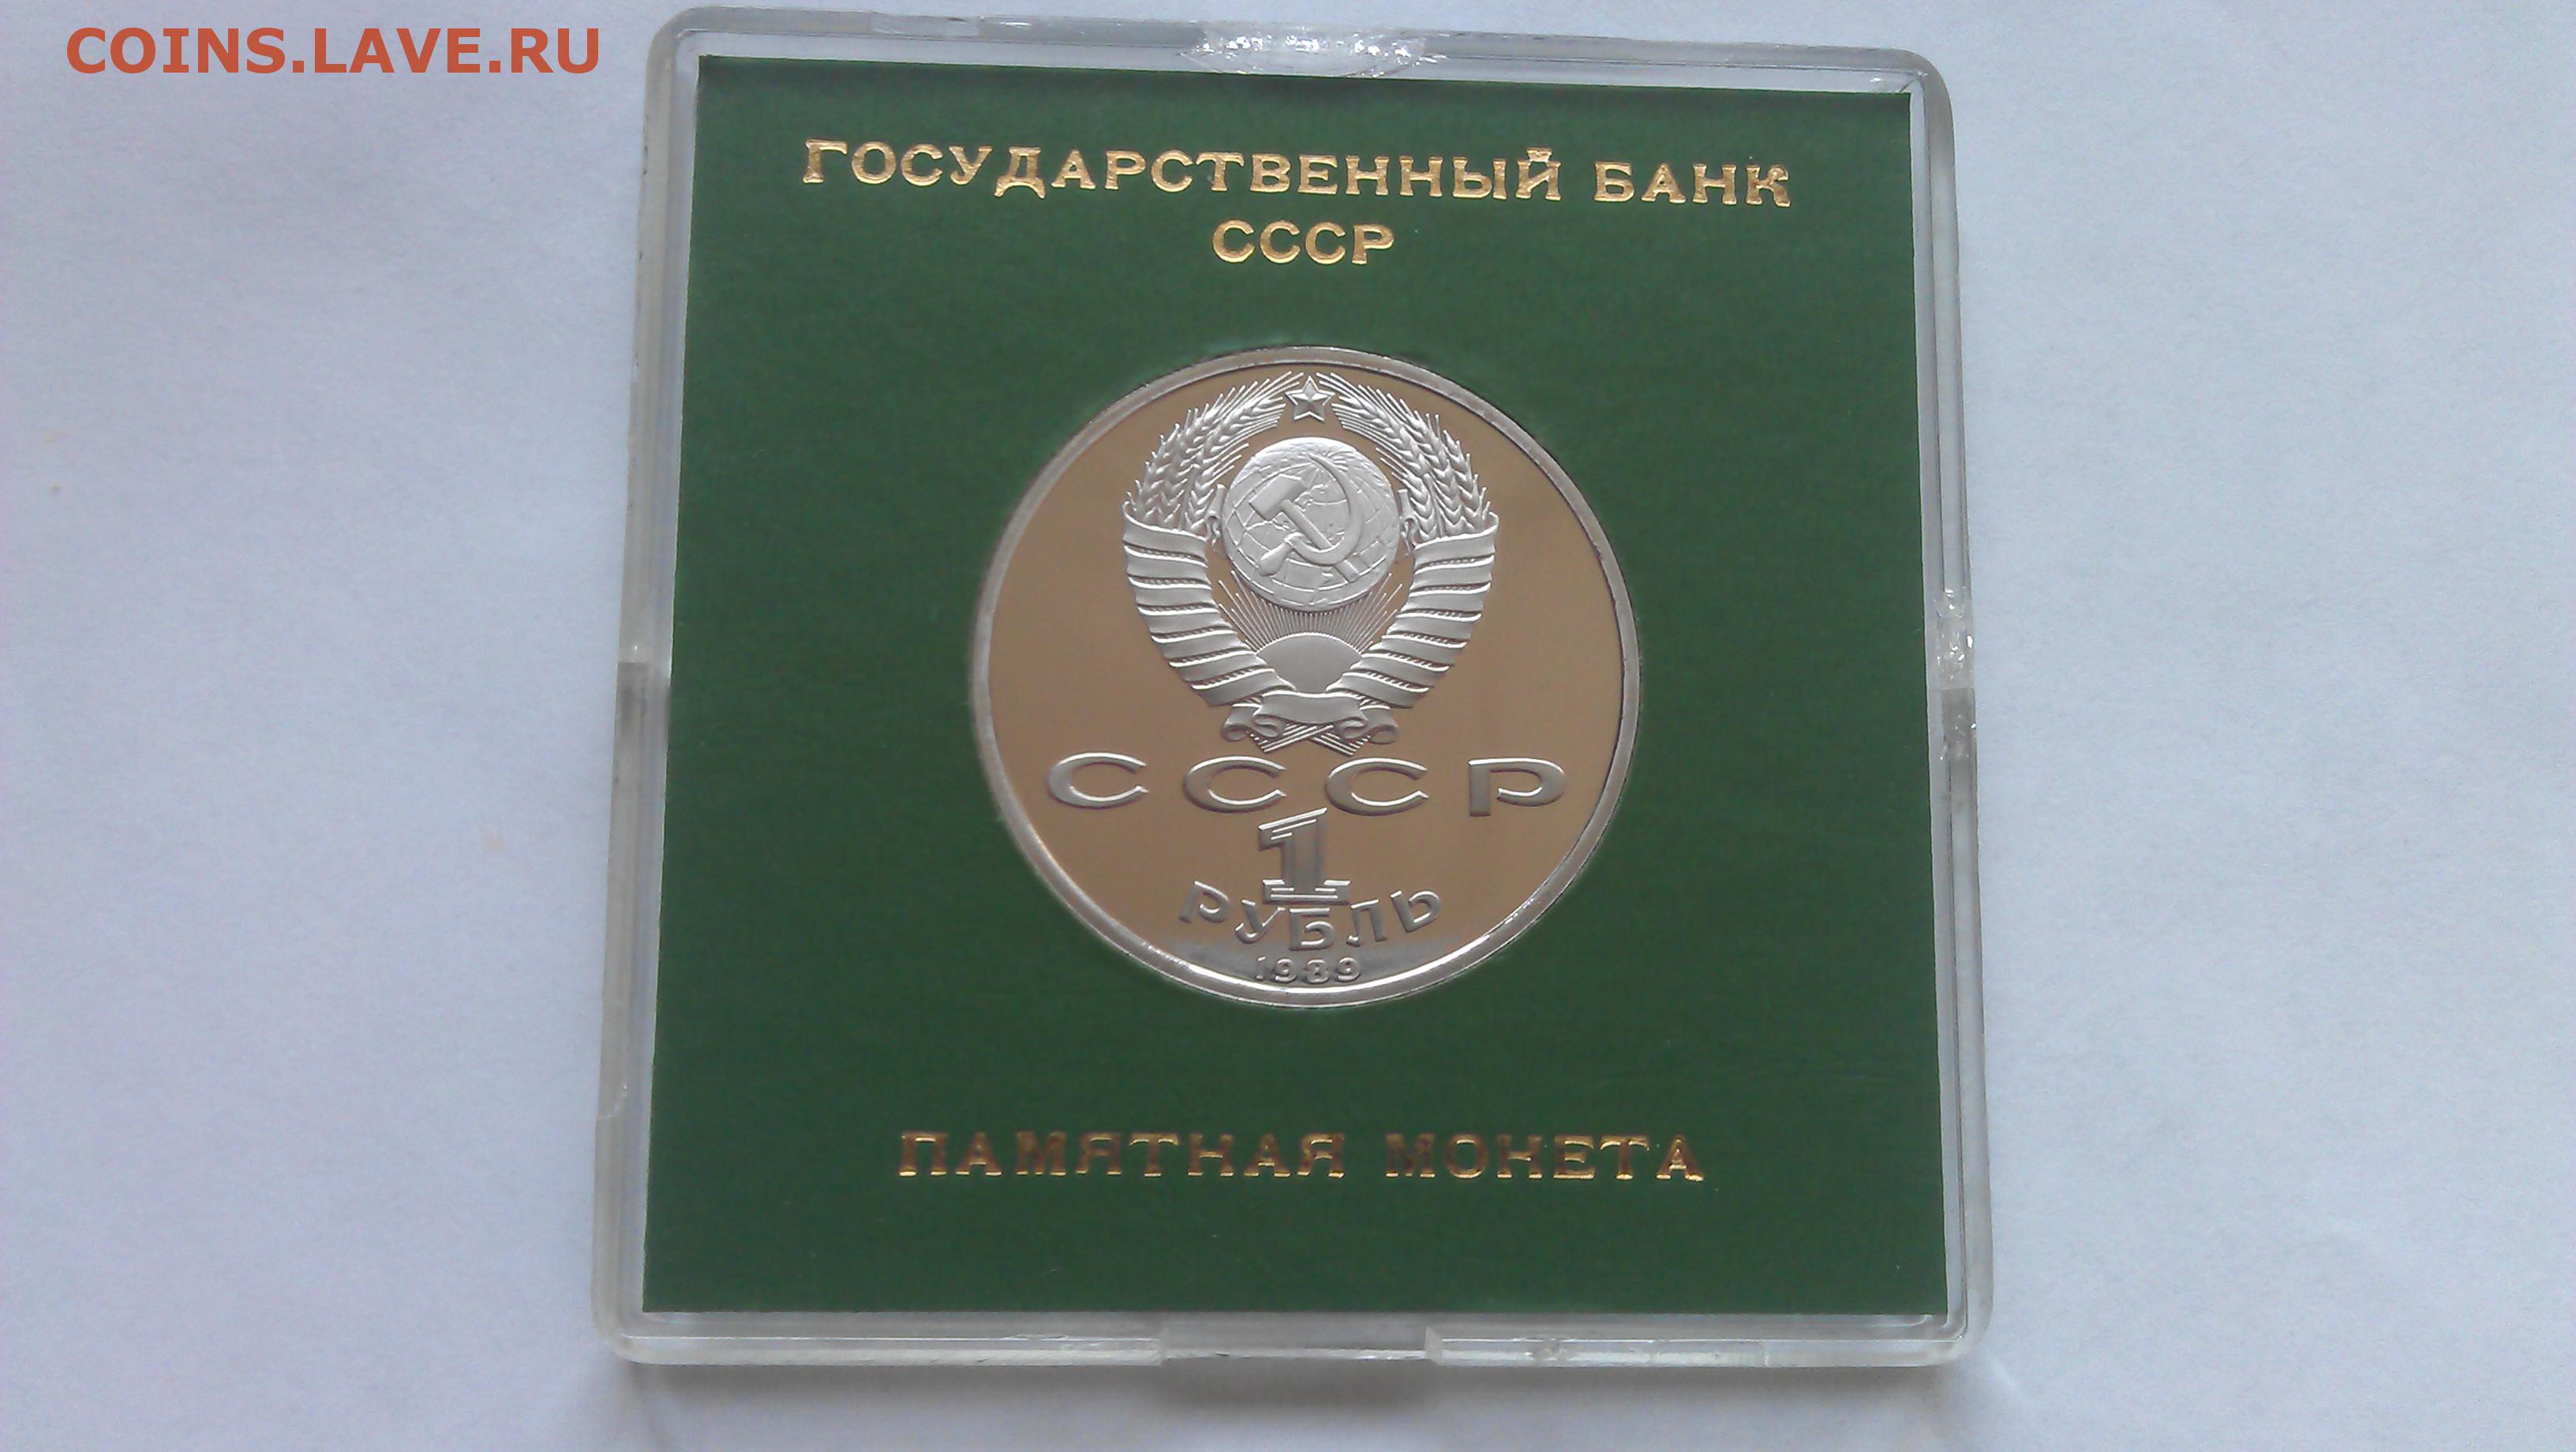 COINS.LAVE.RU
ГОСУДАРСТВЕННЫЙ БАНК
СССР
СССР
1
РУБЛЬ
1989
ПАМЯТНАЯ МОНЕТА